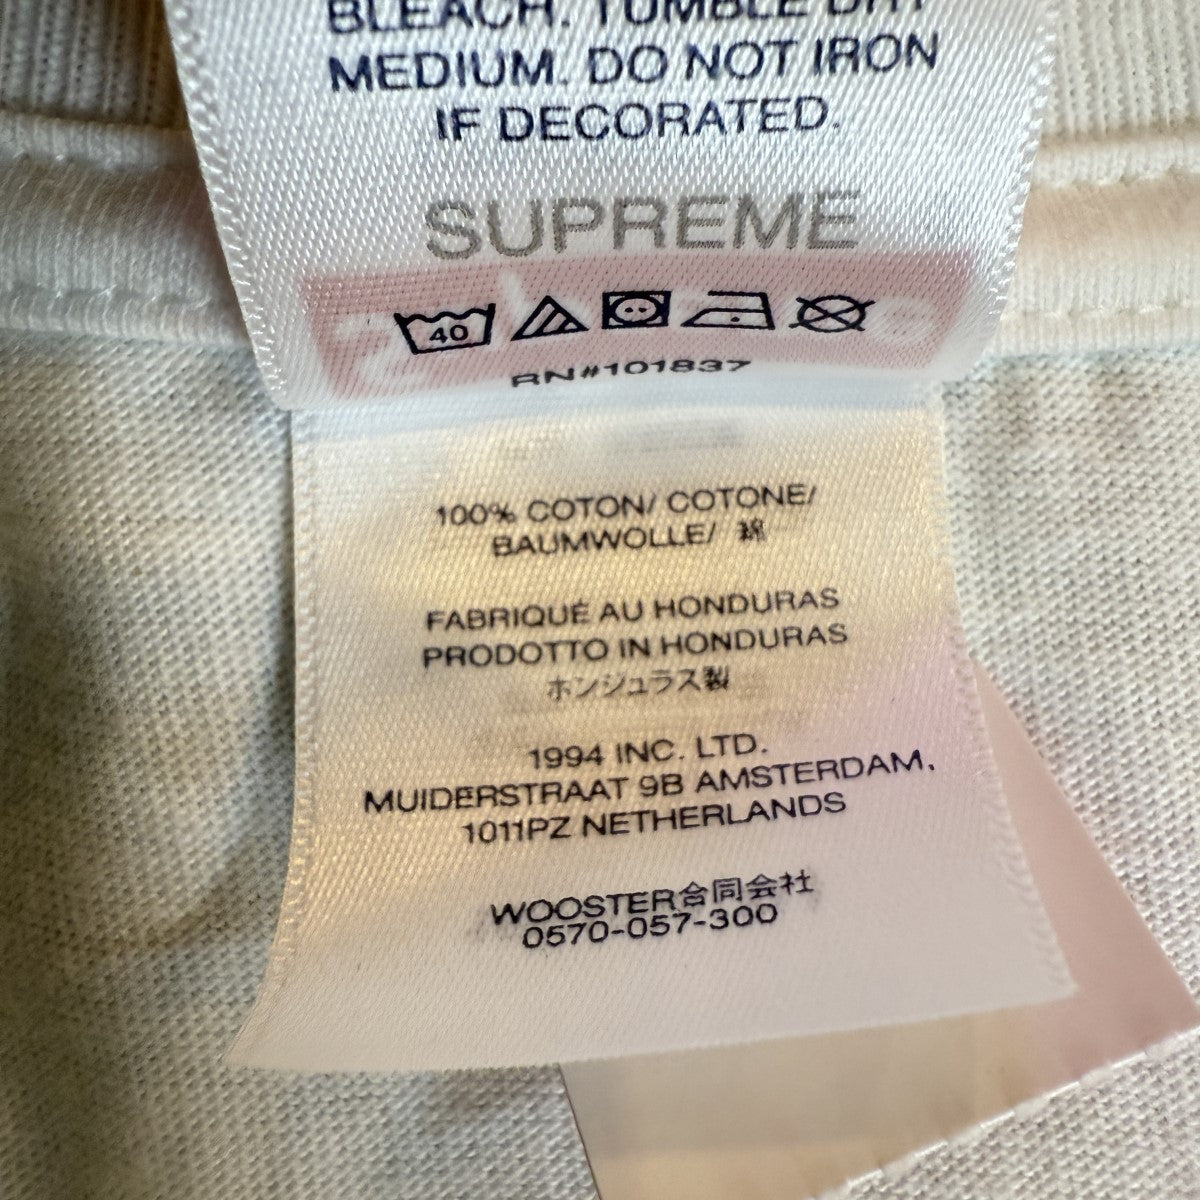 BLEACH. TUMBLE DRY
MEDIUM. DO NOT IRON
IF DECORATED.
SUPREME
40
RN#101837
100% COTON/ COTONE/
BAUMWOLLE/ 綿
FABRIQUÉ AU HONDURAS
PRODOTTO IN HONDURAS
ホンジュラス製
1994 INC. LTD.
MUIDERSTRAAT 9B AMSTERDAM,
1011PZ NETHERLANDS
WOOSTER合同会社
0570-057-300